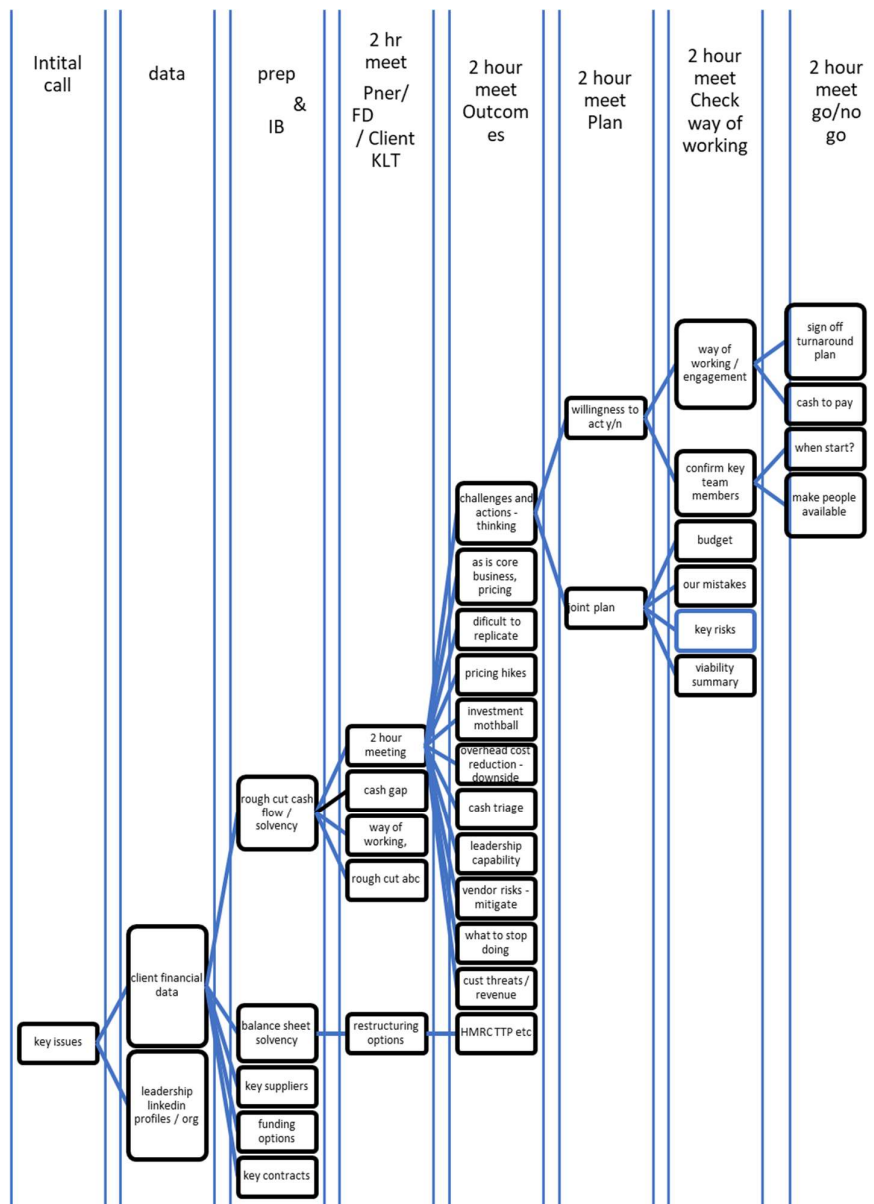 Intital
call
data
prep
&
IB
2 hr
meet
Pner/
FD
/ Client
KLT
2 hour
meet
Outcom
es
2 hour
meet
Plan
2 hour
meet
Check
way of
working
2 hour
meet
go/no
go
key issues
client financial
data
leadership
linkedin
profiles / org
rough cut cash
flow /
solvency
balance sheet
solvency
key suppliers
funding
options
key contracts
2 hour
meeting
cash gap
way of
working,
rough cut abc
restructuring
options
challenges and
actions -
thinking
as is core
business,
pricing
dificult to
replicate
pricing hikes
investment
mothball
overhead cost
reduction -
downside
cash triage
leadership
capability
vendor risks -
mitigate
what to stop
doing
cust threats /
revenue
HMRC TTP etc
willingness to
act y/n
joint plan
way of
working /
engagement
confirm key
team
members
budget
our mistakes
key risks
viability
summary
sign off
turnaround
plan
cash to pay
when start?
make people
available